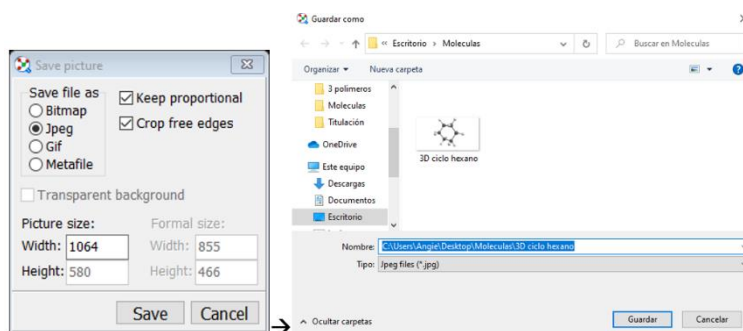 Save picture
Save file as
Bitmap
Jpeg
Gif
Metafile
Keep proportional
Crop free edges
Transparent background
Picture size:
Formal size:
Width: 1064
Width: 855
Height: 580
Height: 466
Save Cancel
→
Guardar como
« Escritorio › Moleculas
Buscar en Moleculas
Organizar Nueva carpeta
3 polimeros
Moleculas
Titulación
OneDrive
Este equipo
Descargas
Documentos
Escritorio
3D ciclo hexano
Nombre: C:\Users\Angie\Desktop\Moleculas\3D ciclo hexano
Tipo: Jpeg files (*.jpg)
Ocultar carpetas
Guardar Cancelar